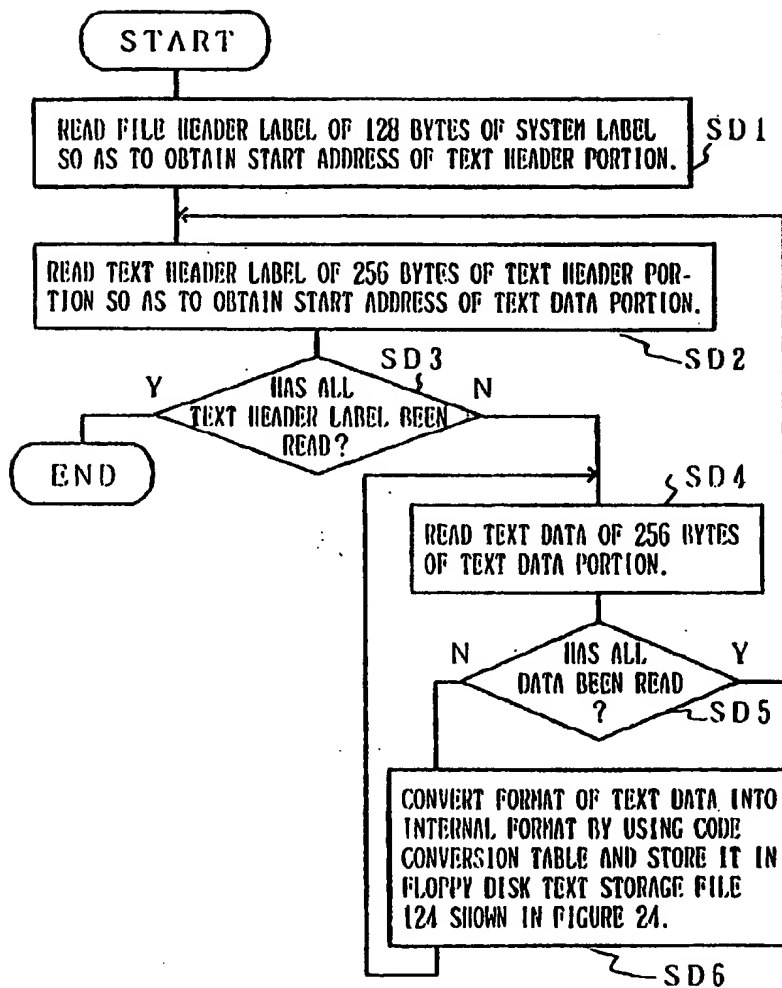 START
READ FILE HEADER LABEL OF 128 BYTES OF SYSTEM LABEL
SO AS TO OBTAIN START ADDRESS OF TEXT HEADER PORTION.
SD1
READ TEXT HEADER LABEL OF 256 BYTES OF TEXT HEADER POR-
TION SO AS TO OBTAIN START ADDRESS OF TEXT DATA PORTION.
SD2
SD3
Y
HAS ALL
N
TEXT HEADER LABEL BEEN
READ?
END
SD4
READ TEXT DATA OF 256 BYTES
OF TEXT DATA PORTION.
N
HAS ALL
Y
DATA BEEN READ
?
SD5
CONVERT FORMAT OF TEXT DATA INTO
INTERNAL FORMAT BY USING CODE
CONVERSION TABLE AND STORE IT IN
FLOPPY DISK TEXT STORAGE FILE
124 SHOWN IN FIGURE 24.
SD6